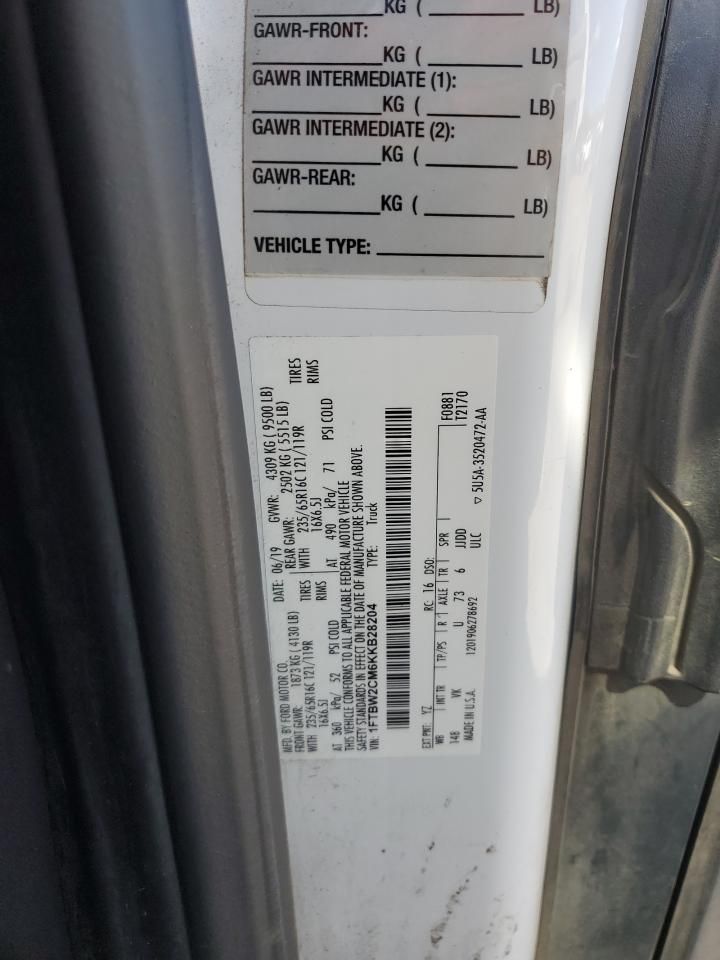 KG ( LB)
GAWR-FRONT:
KG ( LB)
GAWR INTERMEDIATE (1):
KG ( LB)
GAWR INTERMEDIATE (2):
KG ( LB)
GAWR-REAR:
KG ( LB)
VEHICLE TYPE:
MFD. BY FORD MOTOR CO. DATE: 06/19 GVWR: 4309 KG ( 9500 LB)
FRONT GAWR: 1873 KG ( 4130 LB) REAR GAWR: 2502 KG ( 5515 LB)
WITH 235/65R16C 121/119R TIRES WITH 235/65R16C 121/119R TIRES
16X6.5J RIMS 16X6.5J RIMS
AT 360 kPa/ 52 PSI COLD AT 490 kPa/ 71 PSI COLD
THIS VEHICLE CONFORMS TO ALL APPLICABLE FEDERAL MOTOR VEHICLE
SAFETY STANDARDS IN EFFECT ON THE DATE OF MANUFACTURE SHOWN ABOVE.
VIN: 1FTBW2CM6KKB28204 TYPE: Truck
EXT PNT: YZ RC: 16 DSO: F0881
WB INT TR TP/PS R AXLE TR SPR T2170
148 VK U 73 6 JJDD
MADE IN U.S.A. 1201906278692 ULC ▽ 5U5A-3520472-AA